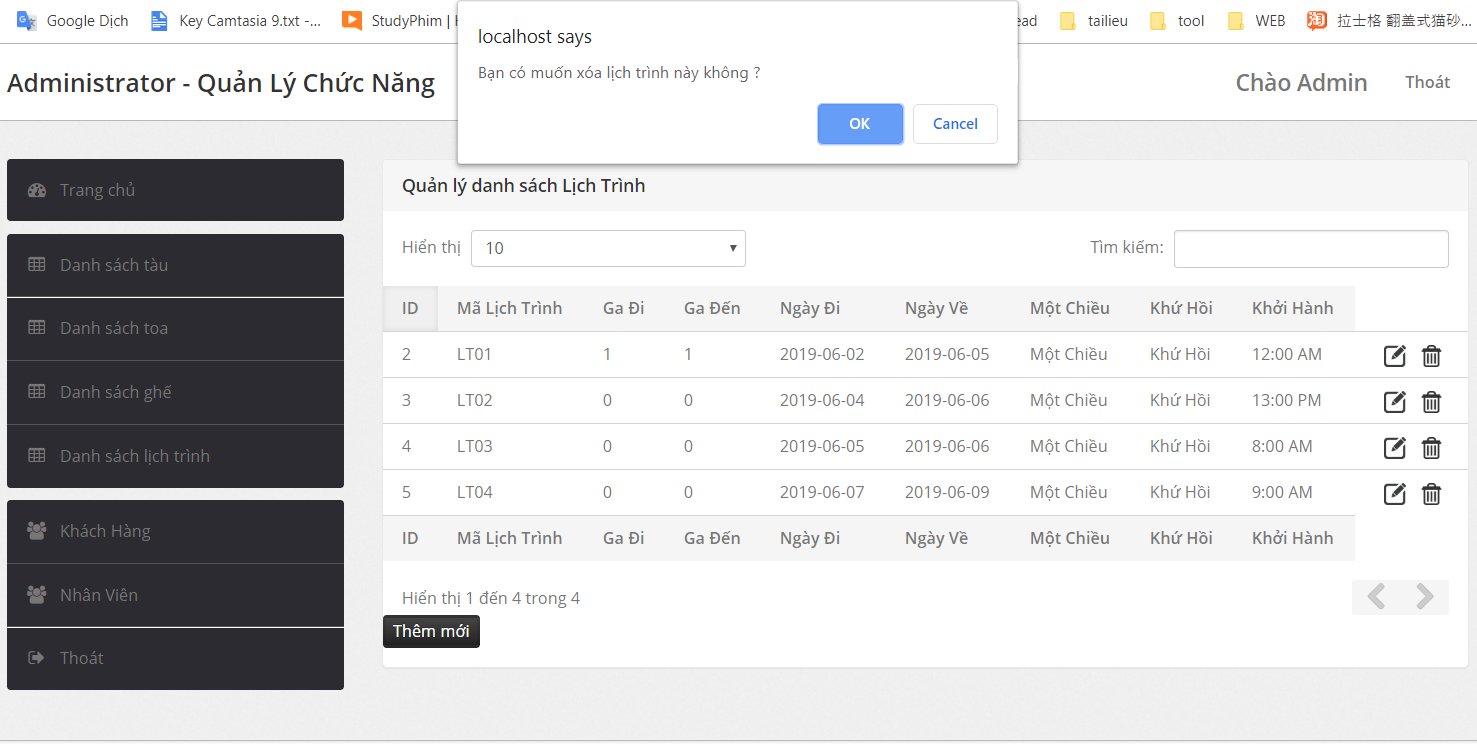 Google Dịch Key Camtasia 9.txt -... StudyPhim | tailieu tool WEB 拉士格 翻盖式猫砂...
localhost says
Bạn có muốn xóa lịch trình này không ?
OK Cancel
Administrator - Quản Lý Chức Năng Chào Admin Thoát
Trang chủ
Danh sách tàu
Danh sách toa
Danh sách ghế
Danh sách lịch trình
Khách Hàng
Nhân Viên
Thoát
Quản lý danh sách Lịch Trình
Hiển thị 10 Tìm kiếm:
ID Mã Lịch Trình Ga Đi Ga Đến Ngày Đi Ngày Về Một Chiều Khứ Hồi Khởi Hành
2 LT01 1 1 2019-06-02 2019-06-05 Một Chiều Khứ Hồi 12:00 AM
3 LT02 0 0 2019-06-04 2019-06-06 Một Chiều Khứ Hồi 13:00 PM
4 LT03 0 0 2019-06-05 2019-06-06 Một Chiều Khứ Hồi 8:00 AM
5 LT04 0 0 2019-06-07 2019-06-09 Một Chiều Khứ Hồi 9:00 AM
ID Mã Lịch Trình Ga Đi Ga Đến Ngày Đi Ngày Về Một Chiều Khứ Hồi Khởi Hành
Hiển thị 1 đến 4 trong 4
Thêm mới